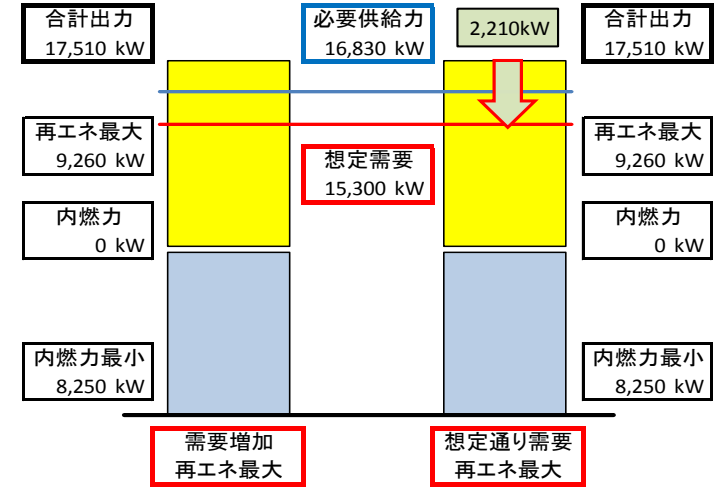 合計出力
17,510 kW
必要供給力
16,830 kW
2,210kW
合計出力
17,510 kW
再エネ最大
9,260 kW
想定需要
15,300 kW
再エネ最大
9,260 kW
内燃力
0 kW
内燃力
0 kW
内燃力最小
8,250 kW
内燃力最小
8,250 kW
需要増加
再エネ最大
想定通り需要
再エネ最大